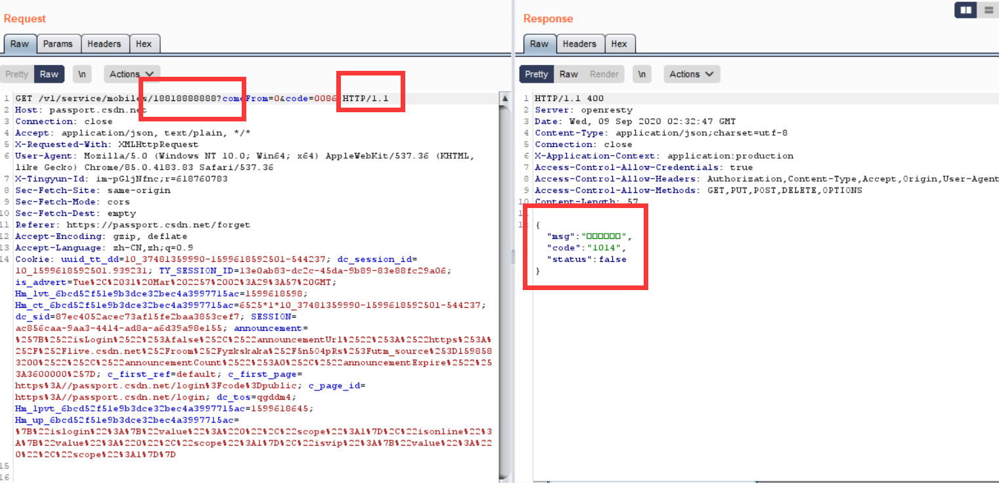 Request
Raw Params Headers Hex
Pretty Raw \n Actions
1 GET /v1/service/mobiles/18818888888?comeFrom=0&code=0086 HTTP/1.1
2 Host: passport.csdn.net
3 Connection: close
4 Accept: application/json, text/plain, */*
5 X-Requested-With: XMLHttpRequest
6 User-Agent: Mozilla/5.0 (Windows NT 10.0; Win64; x64) AppleWebKit/537.36 (KHTML,
like Gecko) Chrome/85.0.4183.83 Safari/537.36
7 X-Tingyun-Id: im-pGljNfnc;r=618760783
8 Sec-Fetch-Site: same-origin
9 Sec-Fetch-Mode: cors
10 Sec-Fetch-Dest: empty
11 Referer: https://passport.csdn.net/forget
12 Accept-Encoding: gzip, deflate
13 Accept-Language: zh-CN,zh;q=0.9
14 Cookie: uuid_tt_dd=10_37481359990-1599618592501-544237; dc_session_id=
10_1599618592501.939231; TY_SESSION_ID=13e0ab83-dc2c-45da-9b89-83e88fc29a06;
is_advert=Tue%2C%2031%20Mar%202257%2002%3A29%3A57%20GMT;
Hm_lvt_6bcd52f51e9b3dce32bec4a3997715ac=1599618598;
Hm_ct_6bcd52f51e9b3dce32bec4a3997715ac=6525*1*10_37481359990-1599618592501-544237;
dc_sid=87ec4052acec73af15fe2baa3853cef7; SESSION=
ac856caa-9aa3-4414-ad8a-a6d39a98e155; announcement=
%257B%2522isLogin%2522%253Afalse%252C%2522announcementUrl%2522%253A%2522https%253A%
252F%252Flive.csdn.net%252Froom%252Fyzkskaka%252F5n504pRs%253Futm_source%253D159858
3200%2522%252C%2522announcementCount%2522%253A0%252C%2522announcementExpire%2522%25
3A3600000%257D; c_first_ref=default; c_first_page=
https%3A//passport.csdn.net/login%3Fcode%3Dpublic; c_page_id=
https%3A//passport.csdn.net/login; dc_tos=qgddm4;
Hm_lpvt_6bcd52f51e9b3dce32bec4a3997715ac=1599618645;
Hm_up_6bcd52f51e9b3dce32bec4a3997715ac=
%7B%22islogin%22%3A%7B%22value%22%3A%220%22%2C%22scope%22%3A1%7D%2C%22isonline%22%3
A%7B%22value%22%3A%220%22%2C%22scope%22%3A1%7D%2C%22isvip%22%3A%7B%22value%22%3A%22
0%22%2C%22scope%22%3A1%7D%7D
15
16
Response
Raw Headers Hex
Pretty Raw Render \n Actions
1 HTTP/1.1 400
2 Server: openresty
3 Date: Wed, 09 Sep 2020 02:32:47 GMT
4 Content-Type: application/json;charset=utf-8
5 Connection: close
6 X-Application-Context: application:production
7 Access-Control-Allow-Credentials: true
8 Access-Control-Allow-Headers: Authorization,Content-Type,Accept,Origin,User-Agent
9 Access-Control-Allow-Methods: GET,PUT,POST,DELETE,OPTIONS
10 Content-Length: 57
11
12 {
"msg":"□□□□□□",
"code":"1014",
"status":false
}